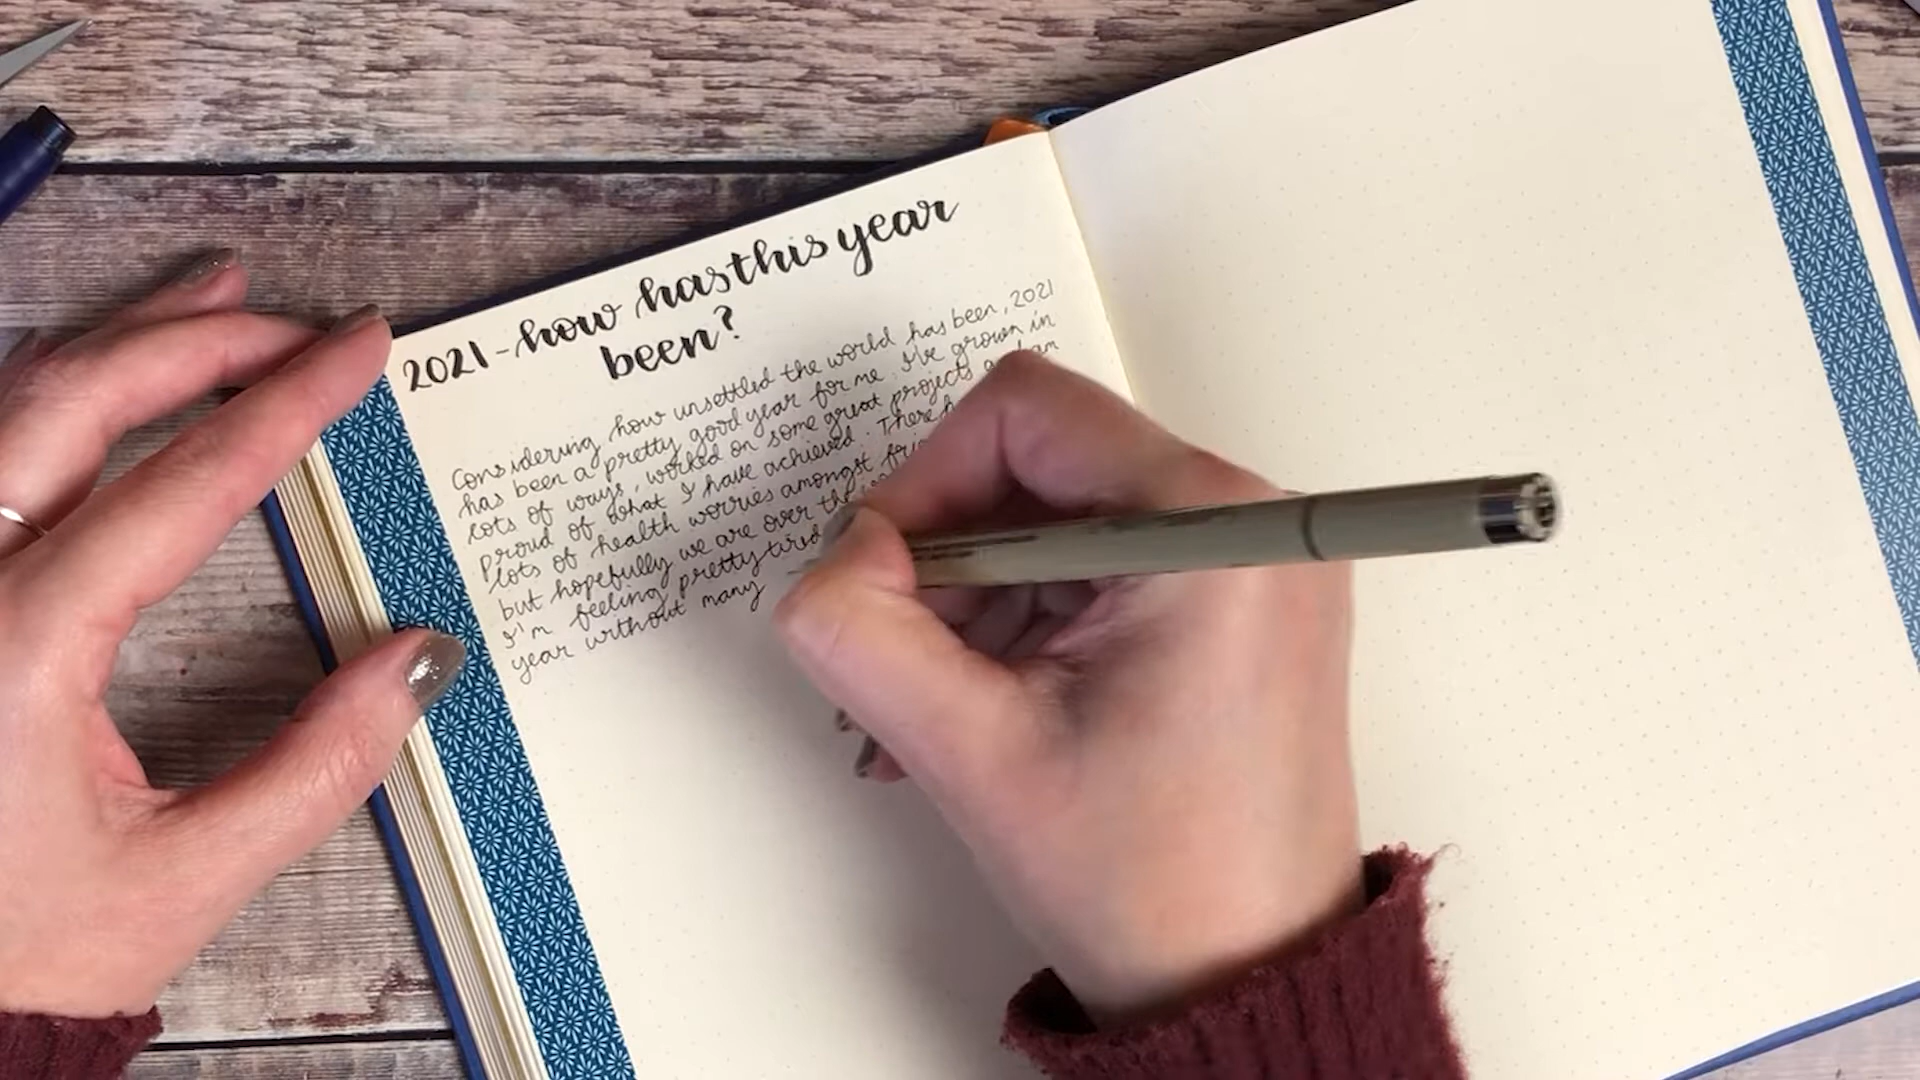 2021 - how has this year
been?
Considering how unsettled the world has been, 2021
has been a pretty good year for me. I've grown in
lots of ways, worked on some great projects am
proud of what I have achieved. There
lots of health worries amongst
but hopefully we are over the
I'm feeling pretty tired
year without many